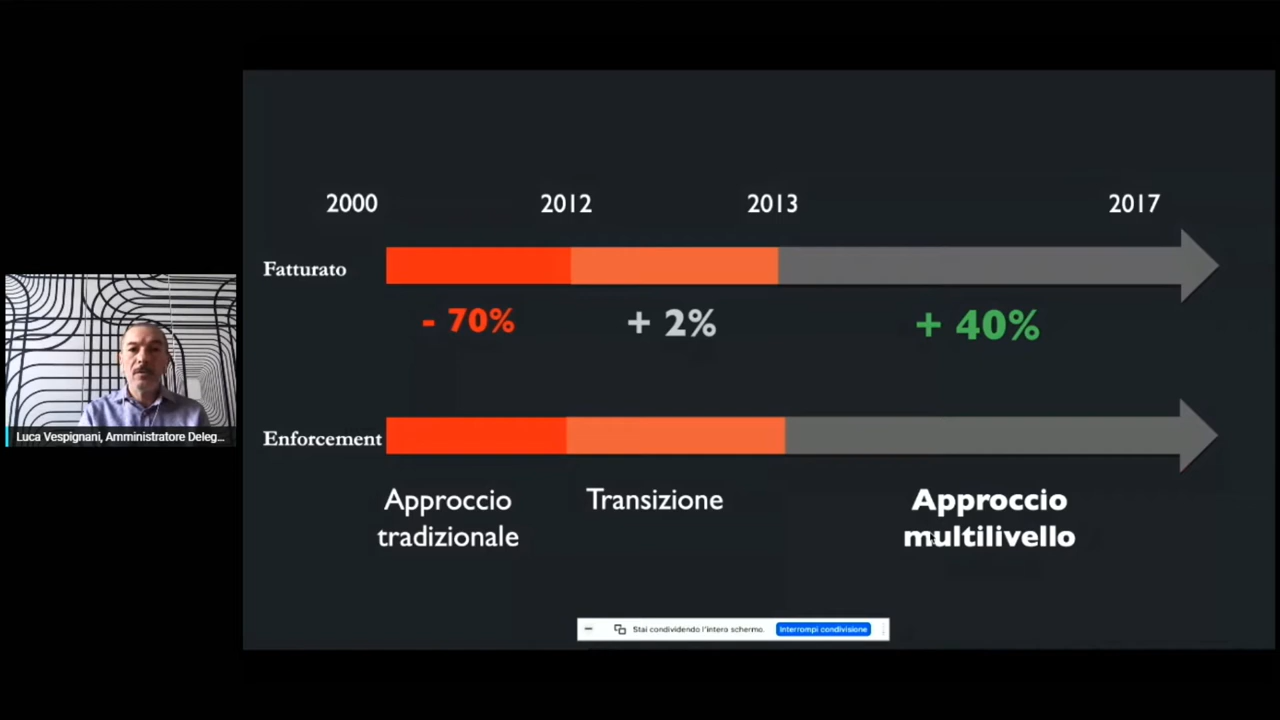 2000 2012 2013 2017
Fatturato
- 70% + 2% + 40%
Luca Vespignani, Amministratore Deleg...
Enforcement
Approccio Transizione Approccio
tradizionale multilivello
Stai condividendo l'intero schermo. Interrompi condivisione